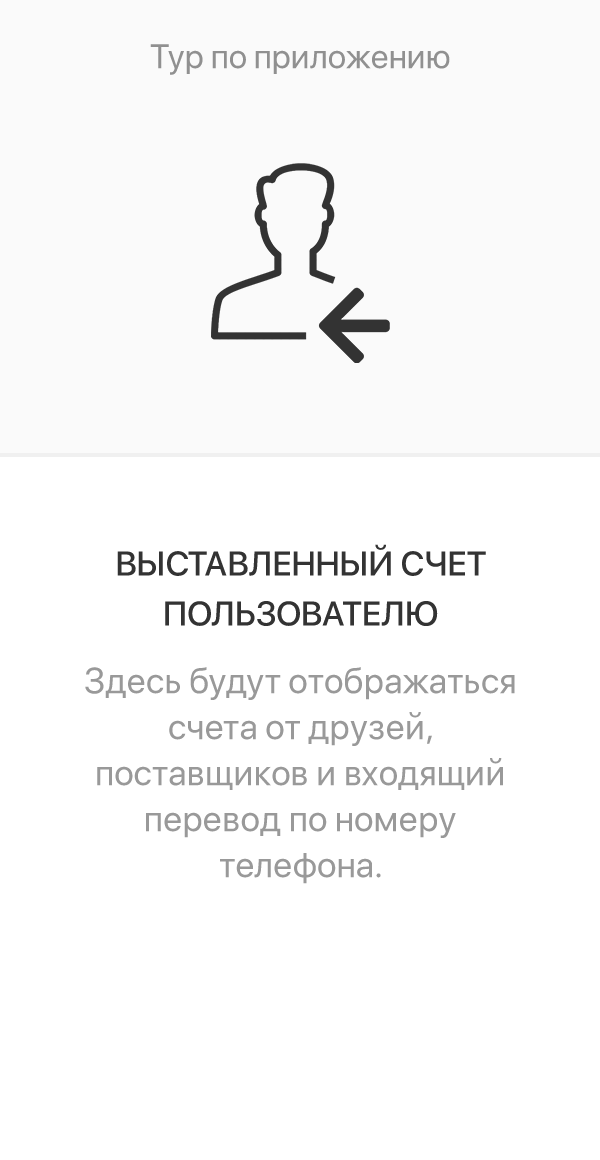 Тур по приложению
ВЫСТАВЛЕННЫЙ СЧЕТ
ПОЛЬЗОВАТЕЛЮ
Здесь будут отображаться
счета от друзей,
поставщиков и входящий
перевод по номеру
телефона.